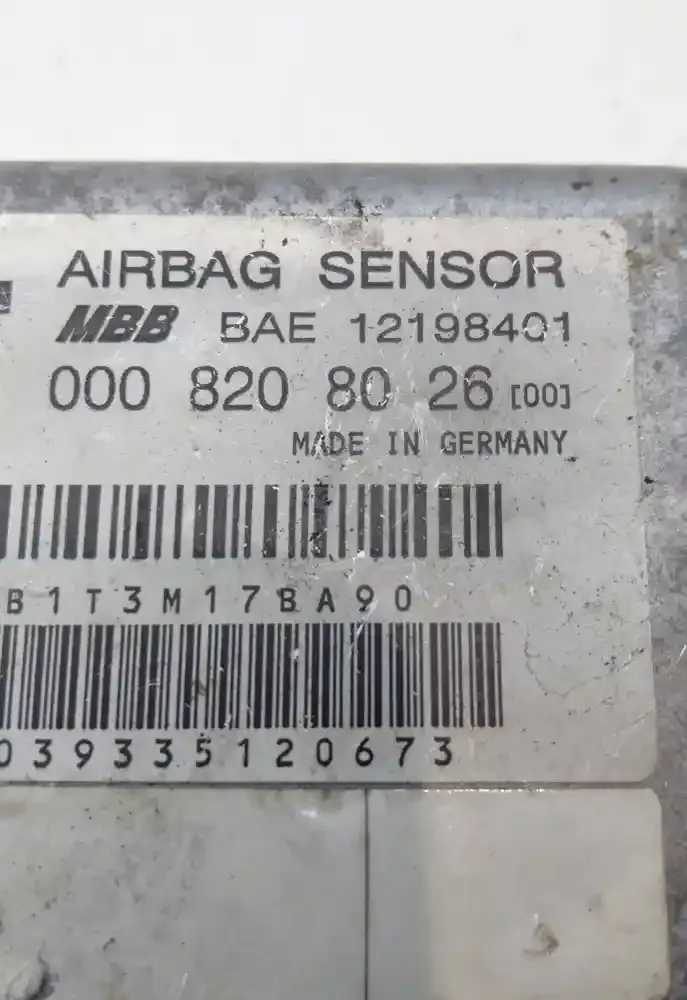 AIRBAG SENSOR
MBB BAE 12198401
000 820 80 26 [00]
MADE IN GERMANY
B1T3M17BA90
039335120673